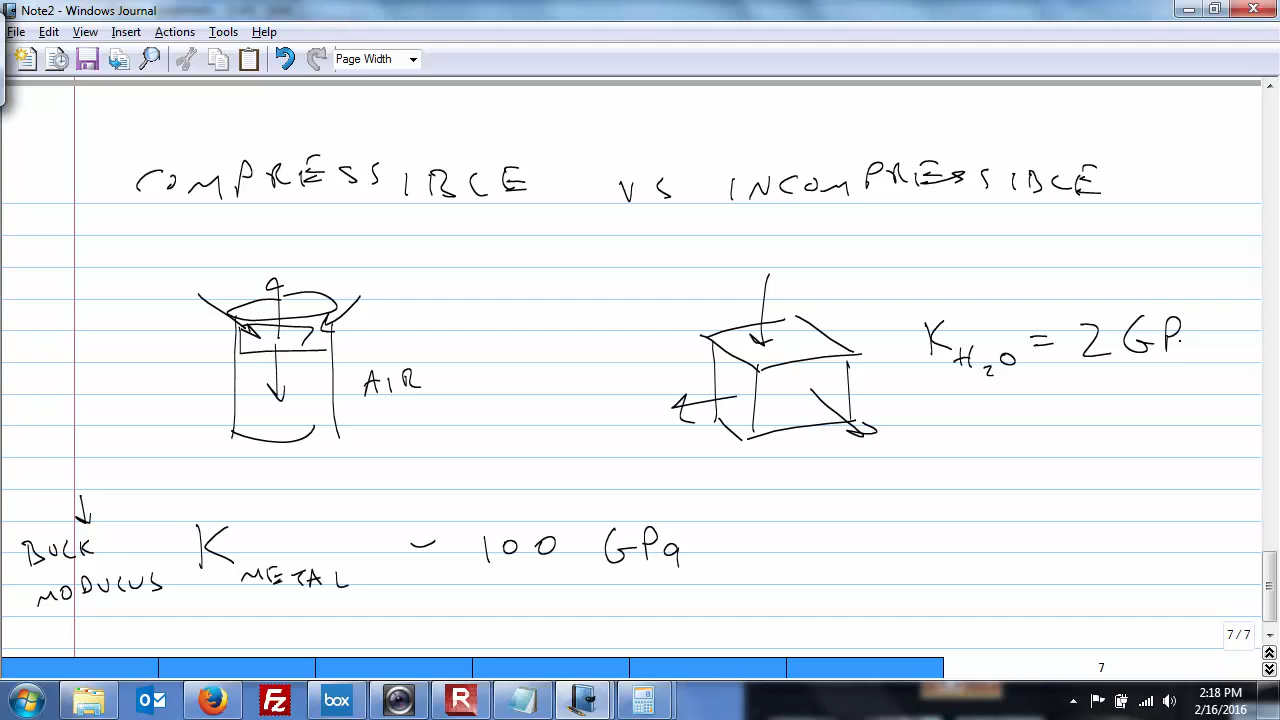 Note2 - Windows Journal
File Edit View Insert Actions Tools Help
Page Width
COMPRESSIBLE VS INCOMPRESSIBLE
AIR
K H2O = 2 GP
BULK MODULUS
K METAL ~ 100 GPa
7 / 7
7
box
R
2:18 PM
2/16/2016